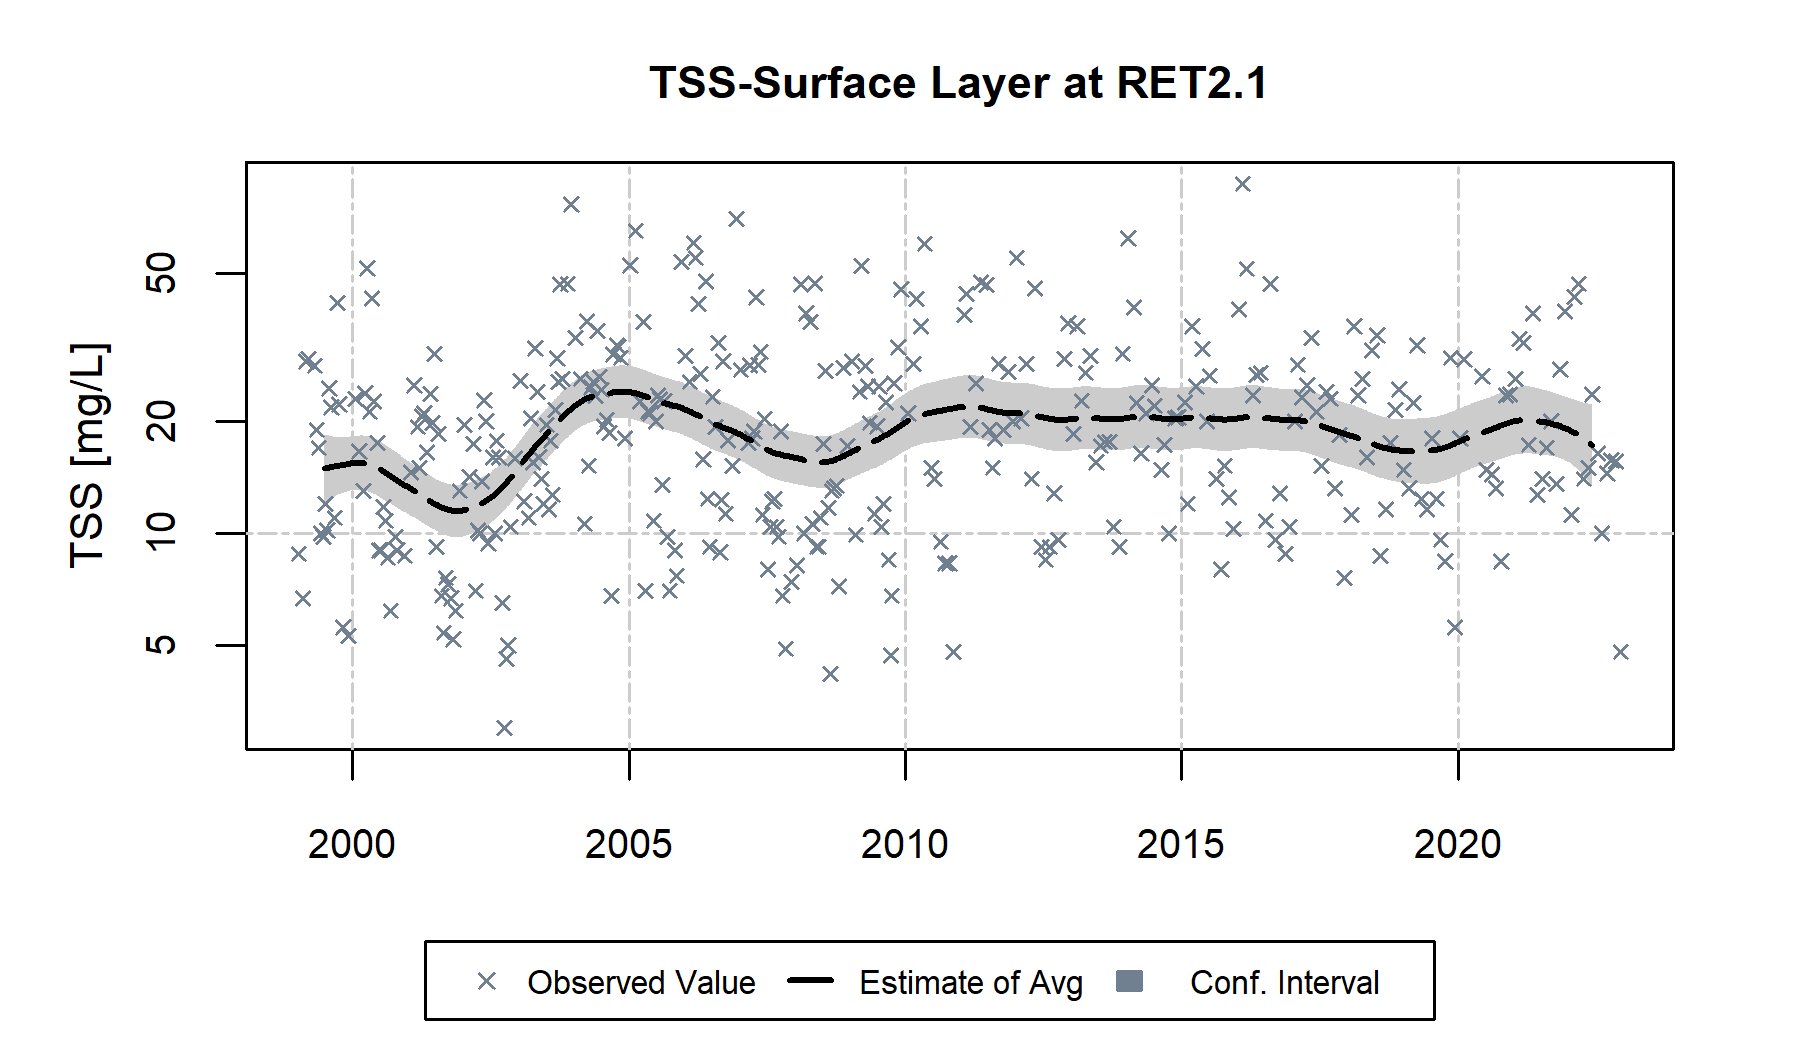 TSS-Surface Layer at RET2.1
TSS [mg/L]
50
20
10
5
2000 2005 2010 2015 2020
Observed Value Estimate of Avg Conf. Interval